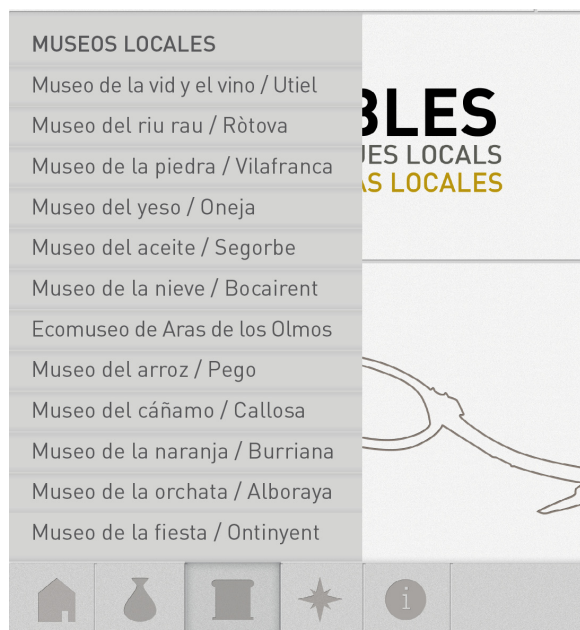 MUSEOS LOCALES
Museo de la vid y el vino / Utiel
Museo del riu rau / Ròtova
Museo de la piedra / Vilafranca
Museo del yeso / Oneja
Museo del aceite / Segorbe
Museo de la nieve / Bocairent
Ecomuseo de Aras de los Olmos
Museo del arroz / Pego
Museo del cáñamo / Callosa
Museo de la naranja / Burriana
Museo de la orchata / Alboraya
Museo de la fiesta / Ontinyent
BLES
UES LOCALS
AS LOCALES
i